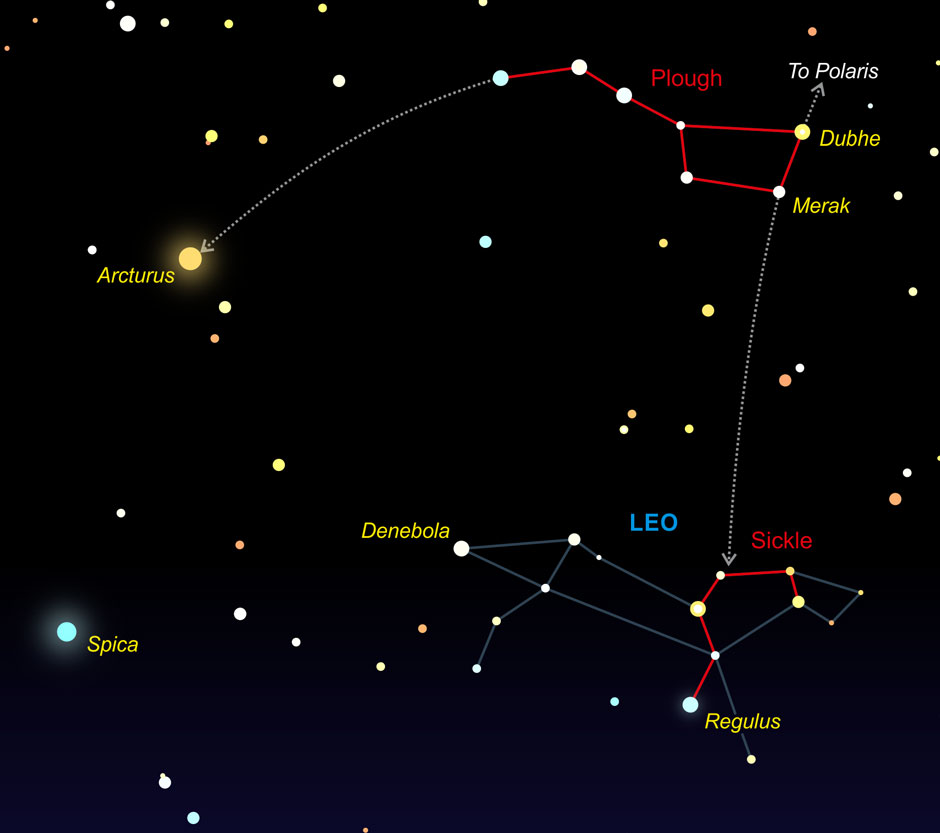 To Polaris
Plough
Dubhe
Merak
Arcturus
LEO
Denebola
Sickle
Spica
Regulus